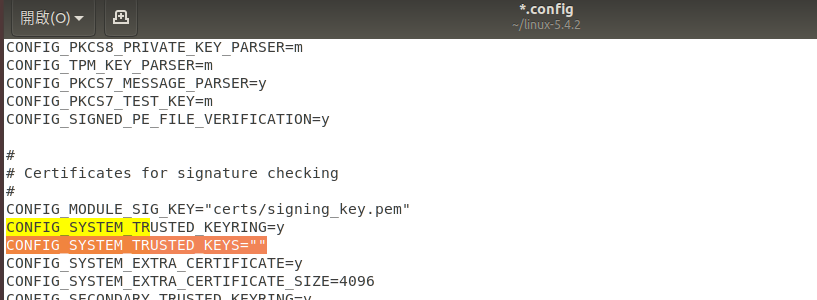 開啟(O)
*.config
~/linux-5.4.2
CONFIG_PKCS8_PRIVATE_KEY_PARSER=m
CONFIG_TPM_KEY_PARSER=m
CONFIG_PKCS7_MESSAGE_PARSER=y
CONFIG_PKCS7_TEST_KEY=m
CONFIG_SIGNED_PE_FILE_VERIFICATION=y
#
# Certificates for signature checking
#
CONFIG_MODULE_SIG_KEY="certs/signing_key.pem"
CONFIG_SYSTEM_TRUSTED_KEYRING=y
CONFIG_SYSTEM_TRUSTED_KEYS=""
CONFIG_SYSTEM_EXTRA_CERTIFICATE=y
CONFIG_SYSTEM_EXTRA_CERTIFICATE_SIZE=4096
CONFIG_SECONDARY_TRUSTED_KEYRING=y